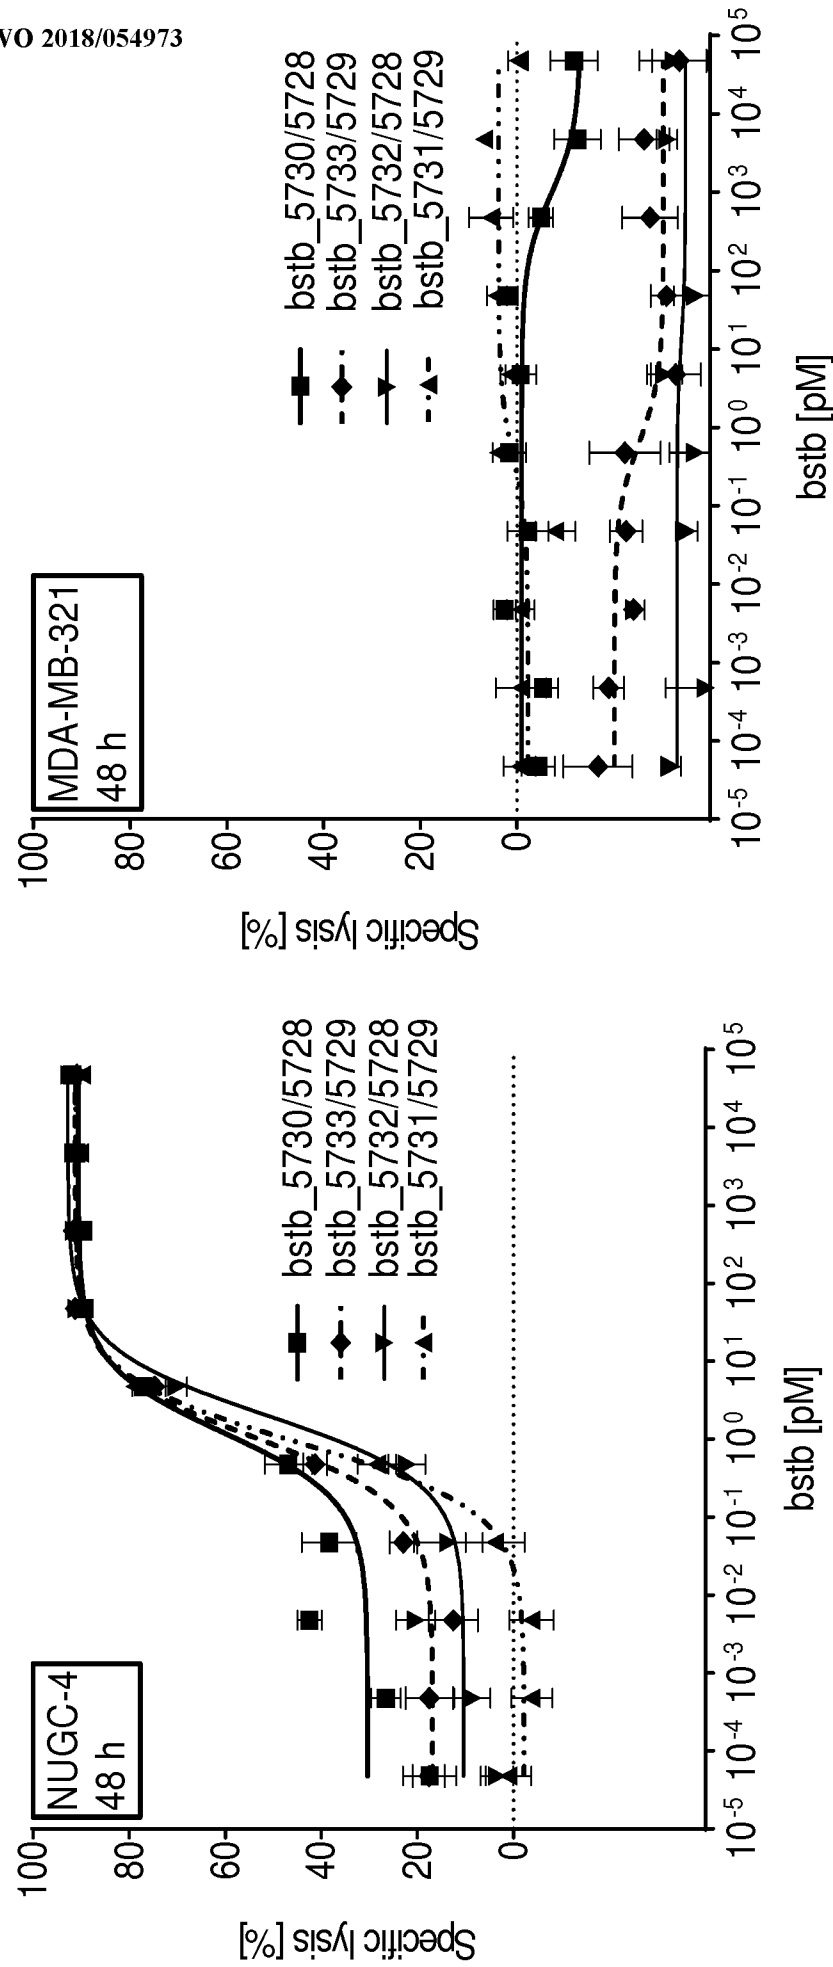 WO 2018/054973
NUGC-4
48 h
Specific lysis [%]
100
80
60
40
20
0
bstb_5730/5728
bstb_5733/5729
bstb_5732/5728
bstb_5731/5729
10-5 10-4 10-3 10-2 10-1 100 101 102 103 104 105
bstb [pM]
MDA-MB-321
48 h
Specific lysis [%]
100
80
60
40
20
0
bstb_5730/5728
bstb_5733/5729
bstb_5732/5728
bstb_5731/5729
10-5 10-4 10-3 10-2 10-1 100 101 102 103 104 105
bstb [pM]